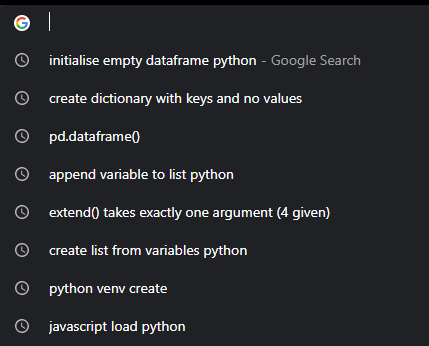 initialise empty dataframe python - Google Search
create dictionary with keys and no values
pd.dataframe()
append variable to list python
extend() takes exactly one argument (4 given)
create list from variables python
python venv create
javascript load python